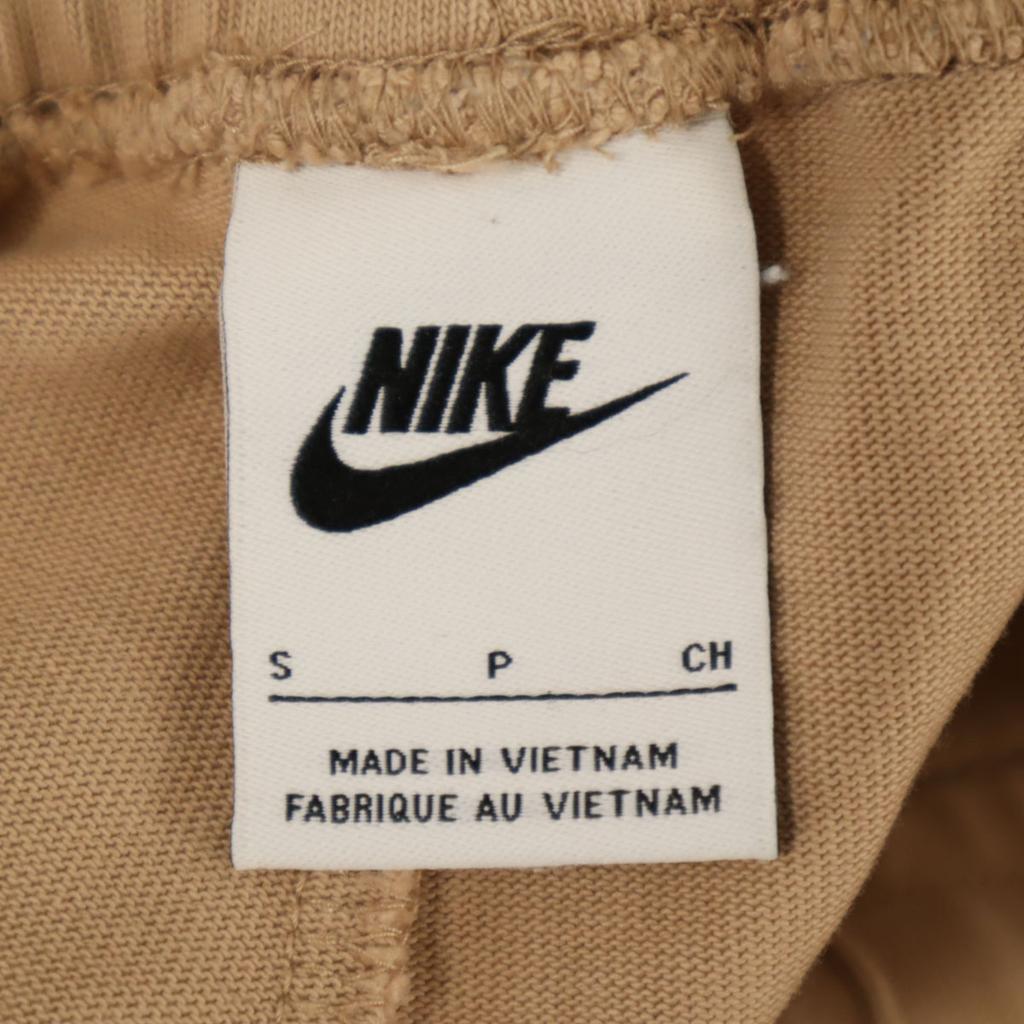 NIKE
S P CH
MADE IN VIETNAM
FABRIQUE AU VIETNAM